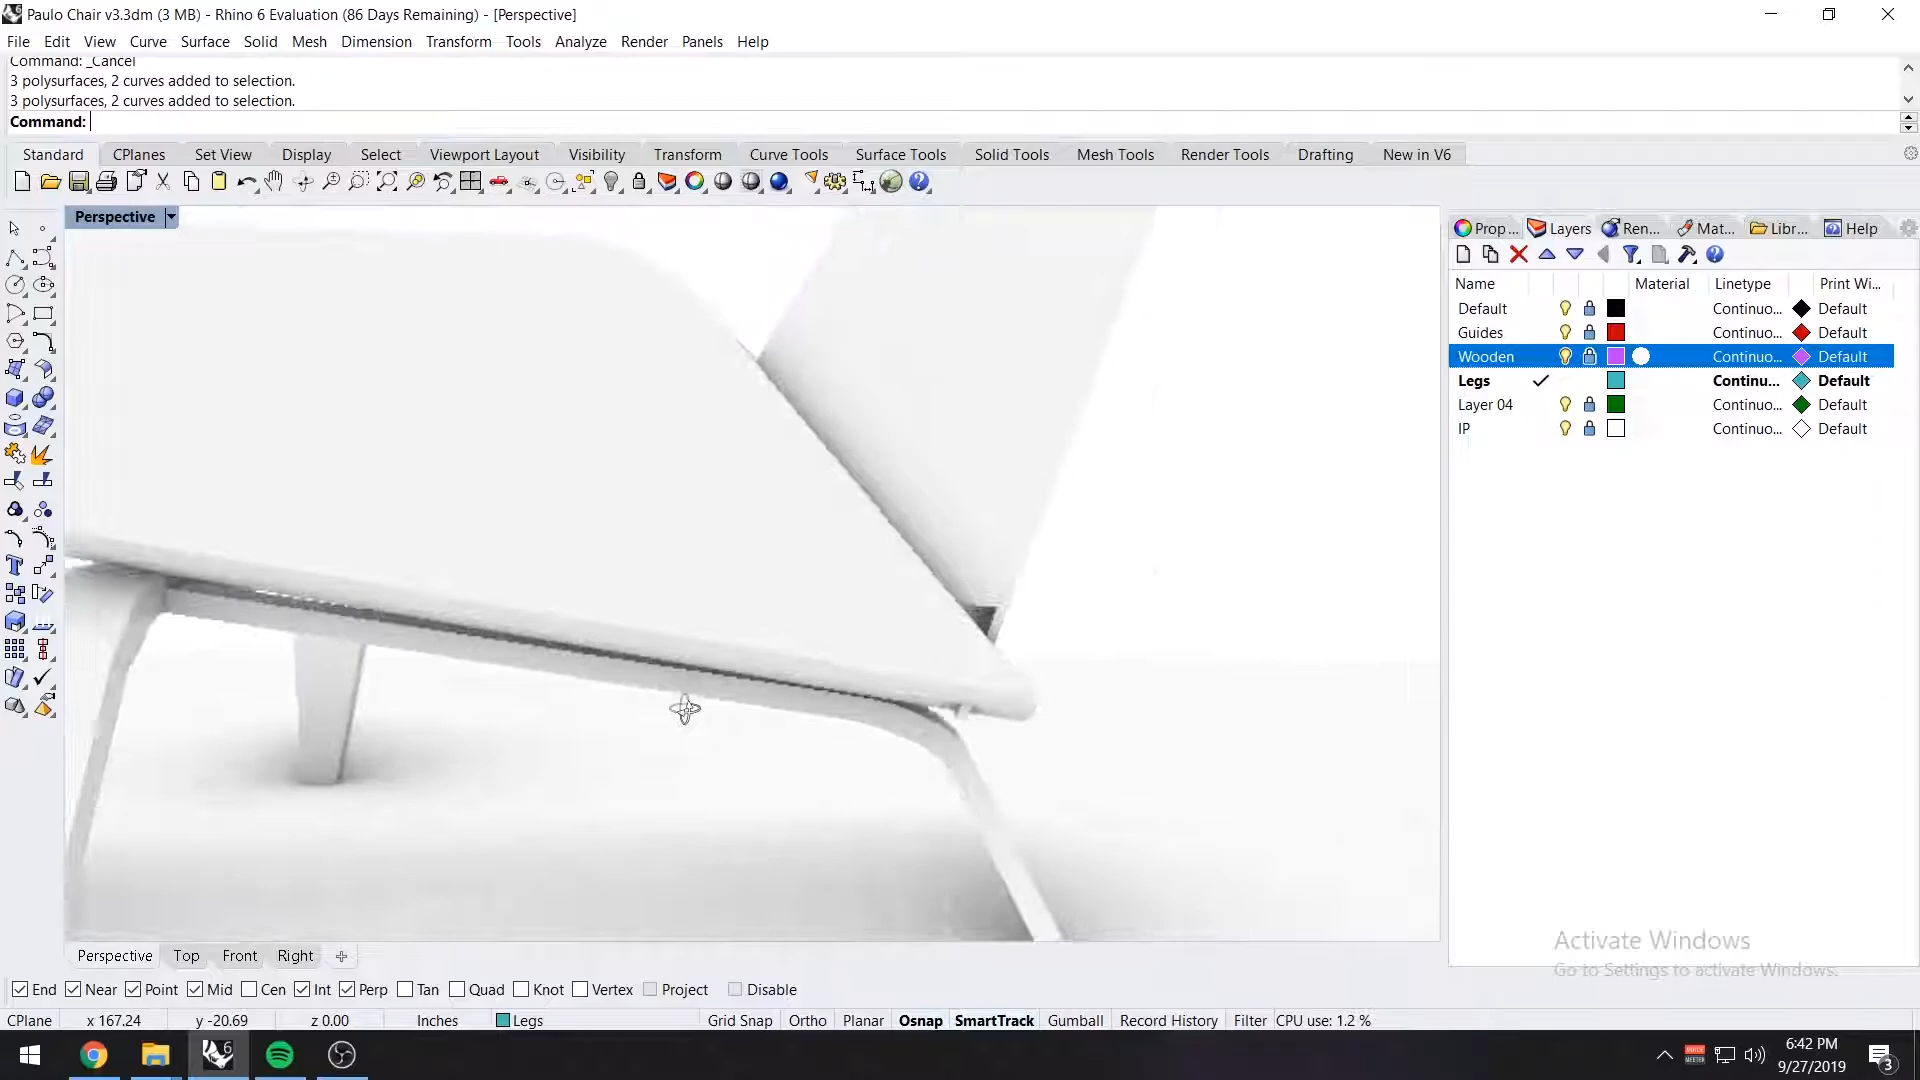 Paulo Chair v3.3dm (3 MB) - Rhino 6 Evaluation (86 Days Remaining) - [Perspective]
File Edit View Curve Surface Solid Mesh Dimension Transform Tools Analyze Render Panels Help
Command: _Cancel
3 polysurfaces, 2 curves added to selection.
3 polysurfaces, 2 curves added to selection.
Command:
Standard CPlanes Set View Display Select Viewport Layout Visibility Transform Curve Tools Surface Tools Solid Tools Mesh Tools Render Tools Drafting New in V6
Perspective
Prop... Layers Ren... Mat... Libr... Help
Name Material Linetype Print Wi...
Default Continuo... Default
Guides Continuo... Default
Wooden Continuo... Default
Legs Continu... Default
Layer 04 Continuo... Default
IP Continuo... Default
Activate Windows
Go to Settings to activate Windows.
Perspective Top Front Right
End Near Point Mid Cen Int Perp Tan Quad Knot Vertex Project Disable
CPlane x 167.24 y -20.69 z 0.00 Inches Legs Grid Snap Ortho Planar Osnap SmartTrack Gumball Record History Filter CPU use: 1.2 %
6:42 PM
9/27/2019
3